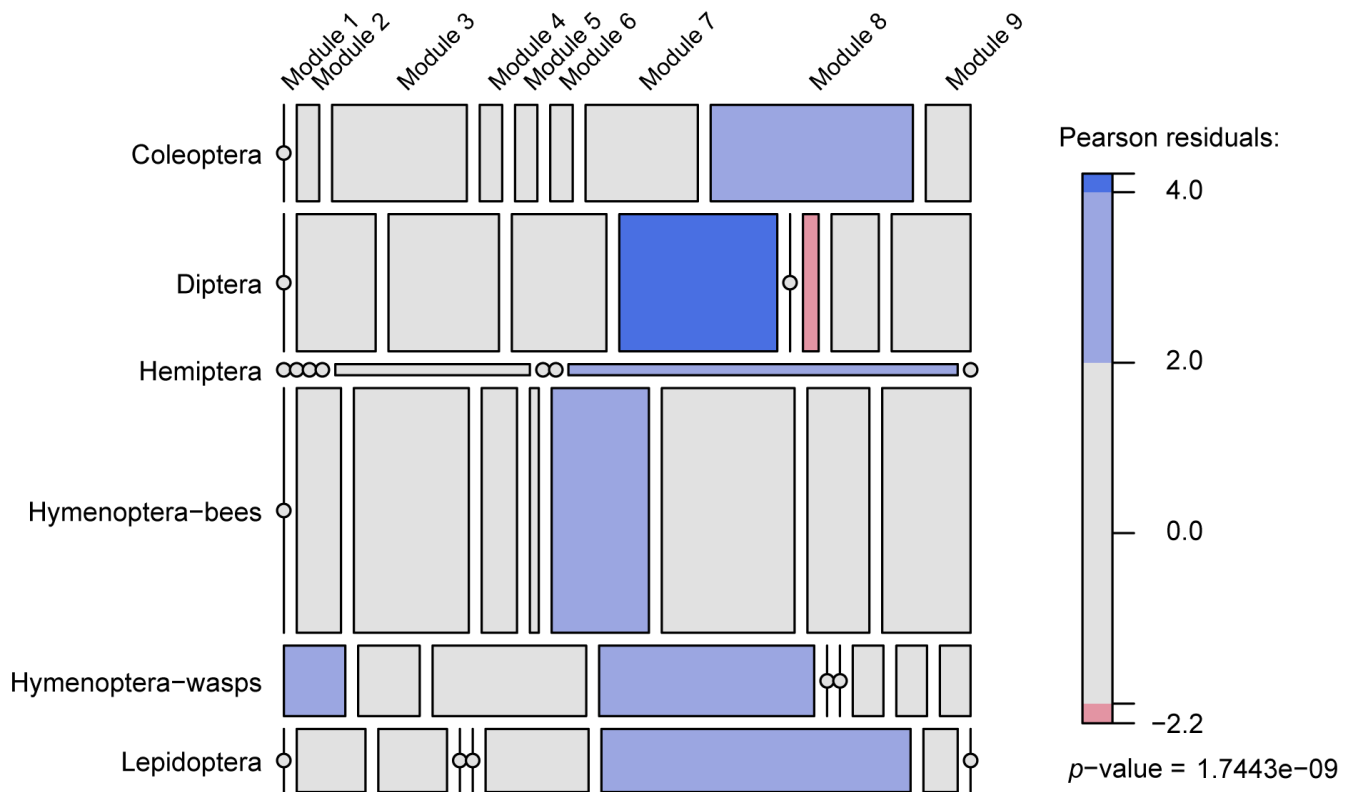 Module 1
Module 2
Module 3
Module 4
Module 5
Module 6
Module 7
Module 8
Module 9
Coleoptera
Diptera
Hemiptera
Hymenoptera−bees
Hymenoptera−wasps
Lepidoptera
Pearson residuals:
4.0
2.0
0.0
−2.2
p−value = 1.7443e−09